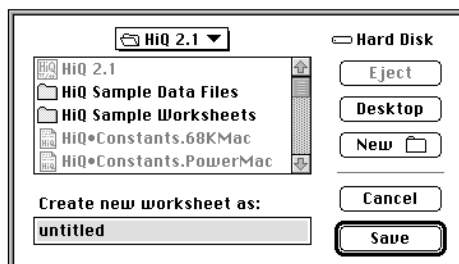 HiQ 2.1
Hard Disk
HiQ 2.1
HiQ Sample Data Files
HiQ Sample Worksheets
HiQ•Constants.68KMac
HiQ•Constants.PowerMac
Eject
Desktop
New
Create new worksheet as:
untitled
Cancel
Save